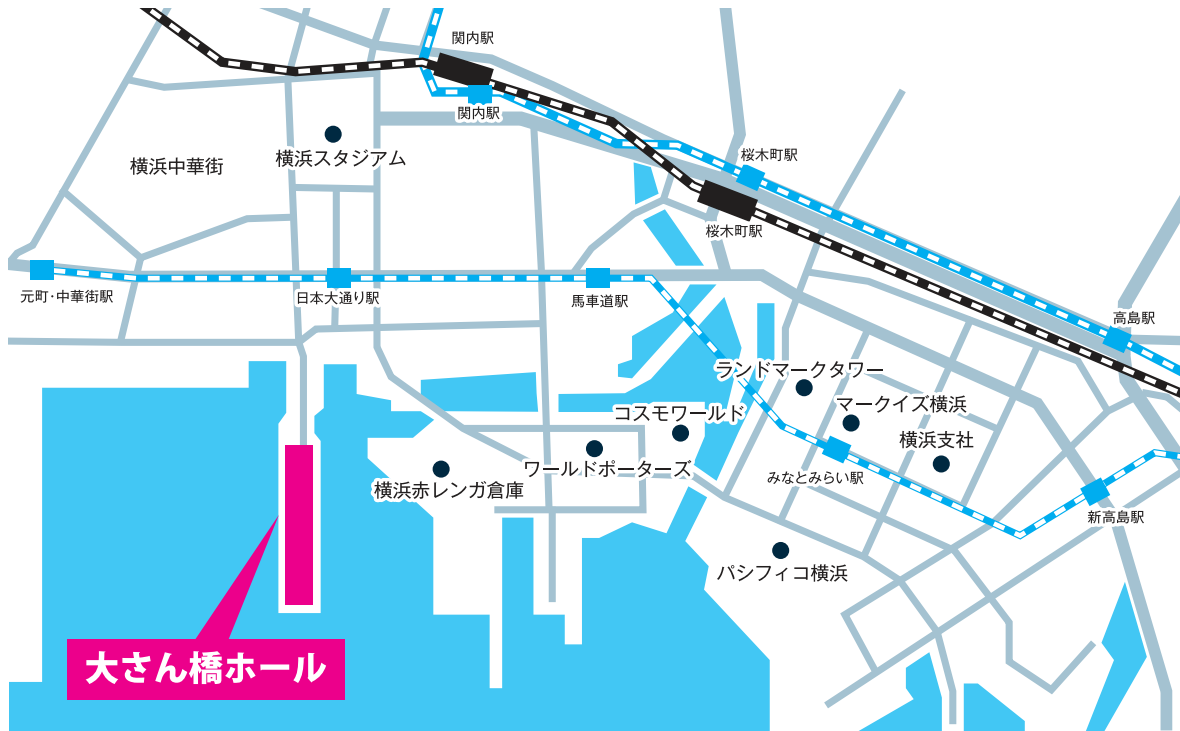 関内駅
関内駅
横浜スタジアム
横浜中華街
桜木町駅
桜木町駅
元町・中華街駅
日本大通り駅
馬車道駅
高島駅
ランドマークタワー
マークイズ横浜
コスモワールド
横浜支社
ワールドポーターズ
みなとみらい駅
横浜赤レンガ倉庫
新高島駅
パシフィコ横浜
大さん橋ホール